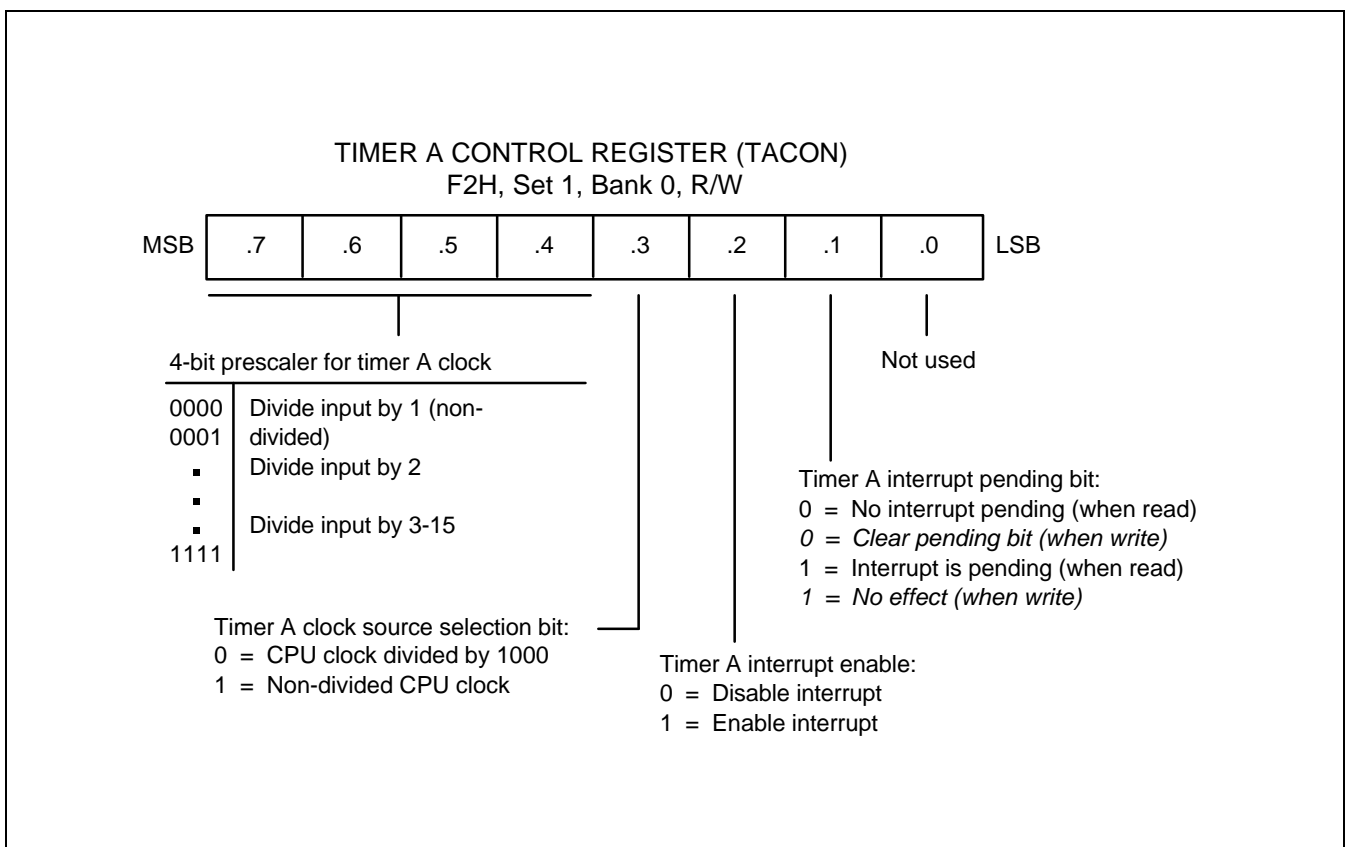 TIMER A CONTROL REGISTER (TACON)
F2H, Set 1, Bank 0, R/W
MSB .7 .6 .5 .4 .3 .2 .1 .0 LSB
4-bit prescaler for timer A clock
0000 Divide input by 1 (non-
0001 divided)
Divide input by 2
Divide input by 3-15
1111
Not used
Timer A interrupt pending bit:
0 = No interrupt pending (when read)
0 = Clear pending bit (when write)
1 = Interrupt is pending (when read)
1 = No effect (when write)
Timer A clock source selection bit:
0 = CPU clock divided by 1000
1 = Non-divided CPU clock
Timer A interrupt enable:
0 = Disable interrupt
1 = Enable interrupt